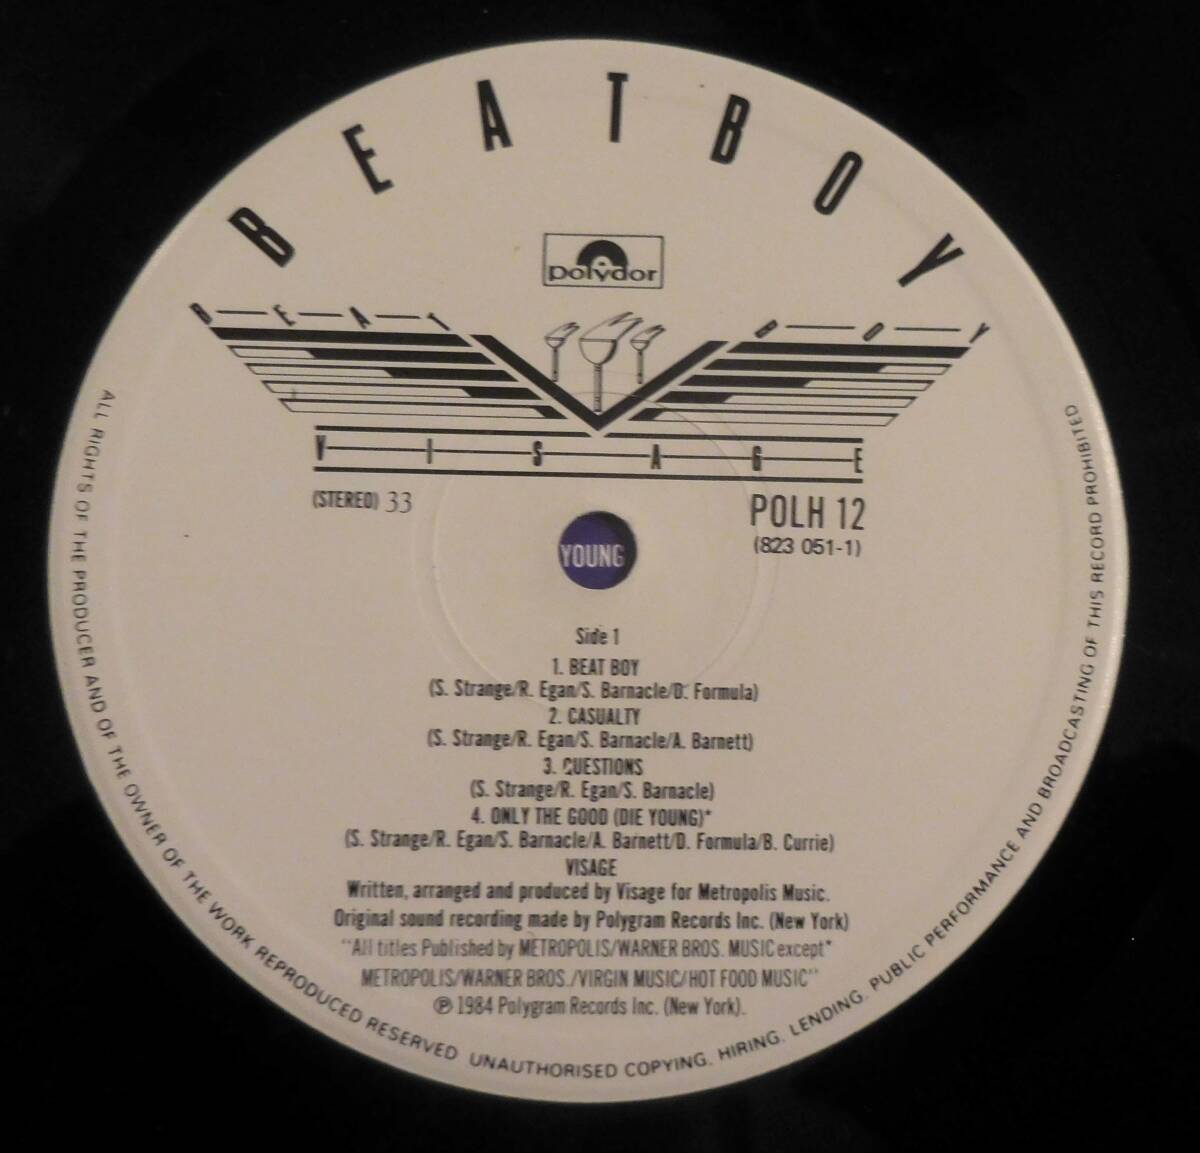 BEATBOY
polydor
BEAT BOY
VISAGE
(STEREO) 33
POLH 12
(823 051-1)
YOUNG
Side 1
1. BEAT BOY
(S. Strange/R. Egan/S. Barnacle/D. Formula)
2. CASUALTY
(S. Strange/R. Egan/S. Barnacle/A. Barnett)
3. QUESTIONS
(S. Strange/R. Egan/S. Barnacle)
4. ONLY THE GOOD (DIE YOUNG)*
(S. Strange/R. Egan/S. Barnacle/A. Barnett/D. Formula/B. Currie)
VISAGE
Written, arranged and produced by Visage for Metropolis Music.
Original sound recording made by Polygram Records Inc. (New York)
"All titles Published by METROPOLIS/WARNER BROS. MUSIC except*
METROPOLIS/WARNER BROS./VIRGIN MUSIC/HOT FOOD MUSIC"
℗ 1984 Polygram Records Inc. (New York).
ALL RIGHTS OF THE PRODUCER AND OF THE OWNER OF THE WORK REPRODUCED RESERVED UNAUTHORISED COPYING, HIRING, LENDING, PUBLIC PERFORMANCE AND BROADCASTING OF THIS RECORD PROHIBITED